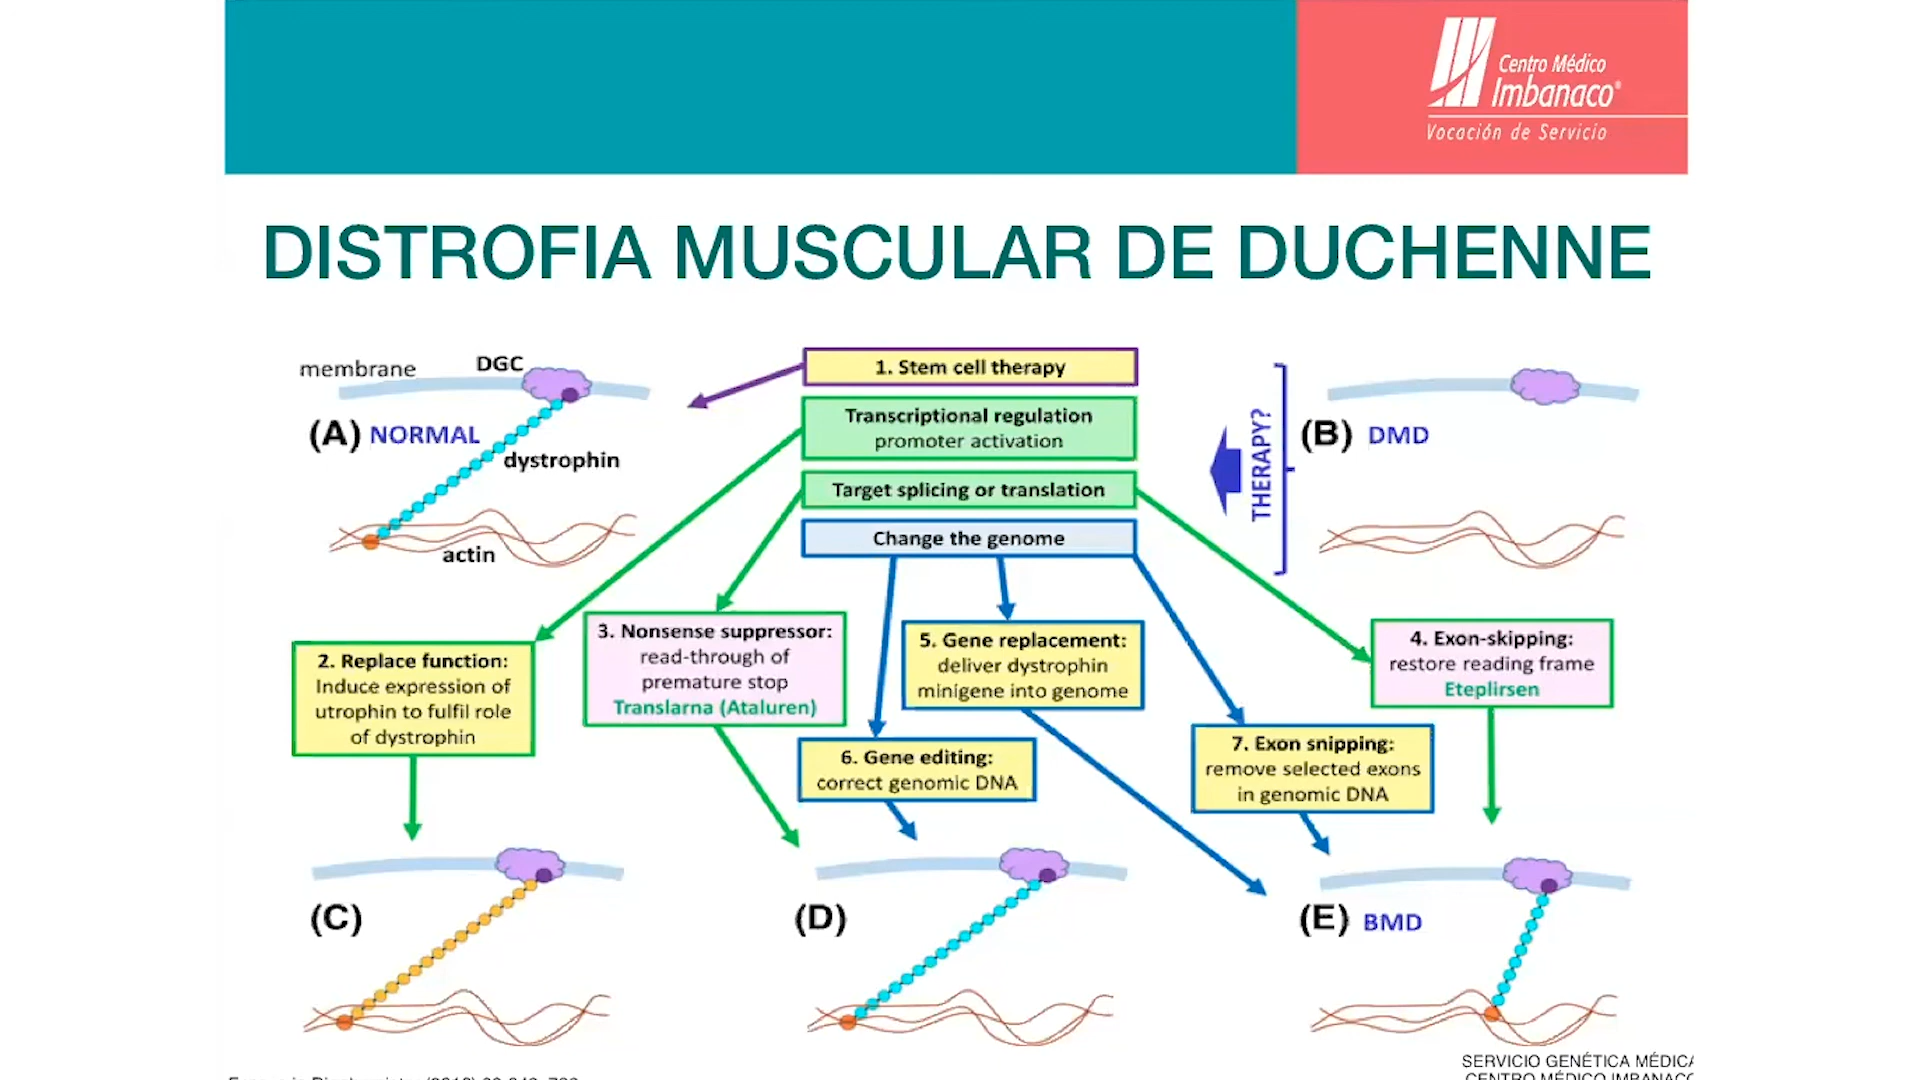 Centro Médico
Imbanaco®
Vocación de Servicio
DISTROFIA MUSCULAR DE DUCHENNE
membrane
DGC
(A) NORMAL
dystrophin
actin
1. Stem cell therapy
Transcriptional regulation
promoter activation
Target splicing or translation
Change the genome
THERAPY?
(B) DMD
2. Replace function:
Induce expression of
utrophin to fulfil role
of dystrophin
3. Nonsense suppressor:
read-through of
premature stop
Translarna (Ataluren)
5. Gene replacement:
deliver dystrophin
minigene into genome
4. Exon-skipping:
restore reading frame
Eteplirsen
6. Gene editing:
correct genomic DNA
7. Exon snipping:
remove selected exons
in genomic DNA
(C)
(D)
(E) BMD
SERVICIO GENÉTICA MÉDICA
CENTRO MÉDICO IMBANACO